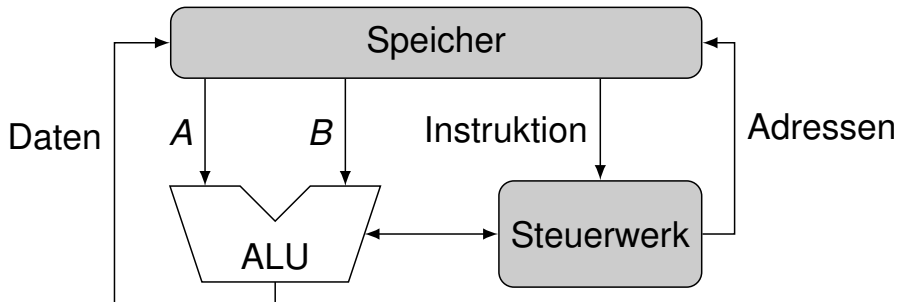 Speicher
Daten
A
B
Instruktion
Adressen
ALU
Steuerwerk